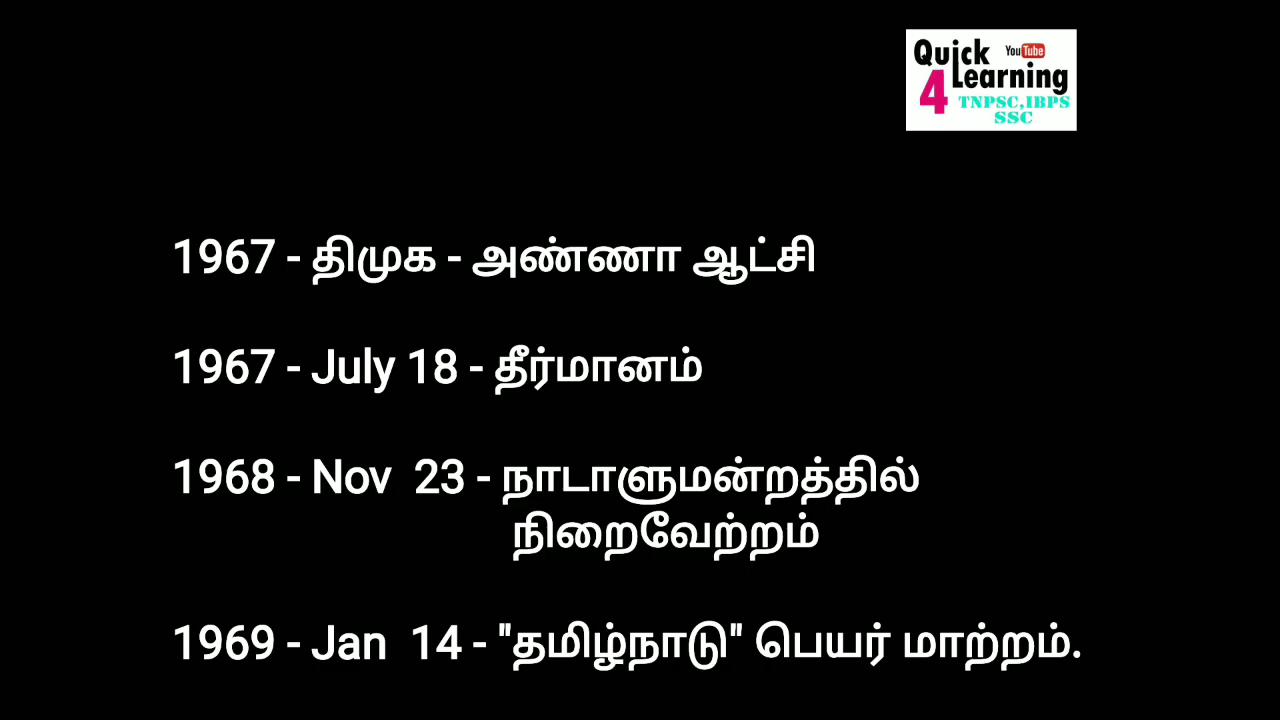 Quick YouTube
4 Learning
TNPSC,IBPS
SSC
1967 - திமுக - அண்ணா ஆட்சி
1967 - July 18 - தீர்மானம்
1968 - Nov 23 - நாடாளுமன்றத்தில்
நிறைவேற்றம்
1969 - Jan 14 - "தமிழ்நாடு" பெயர் மாற்றம்.